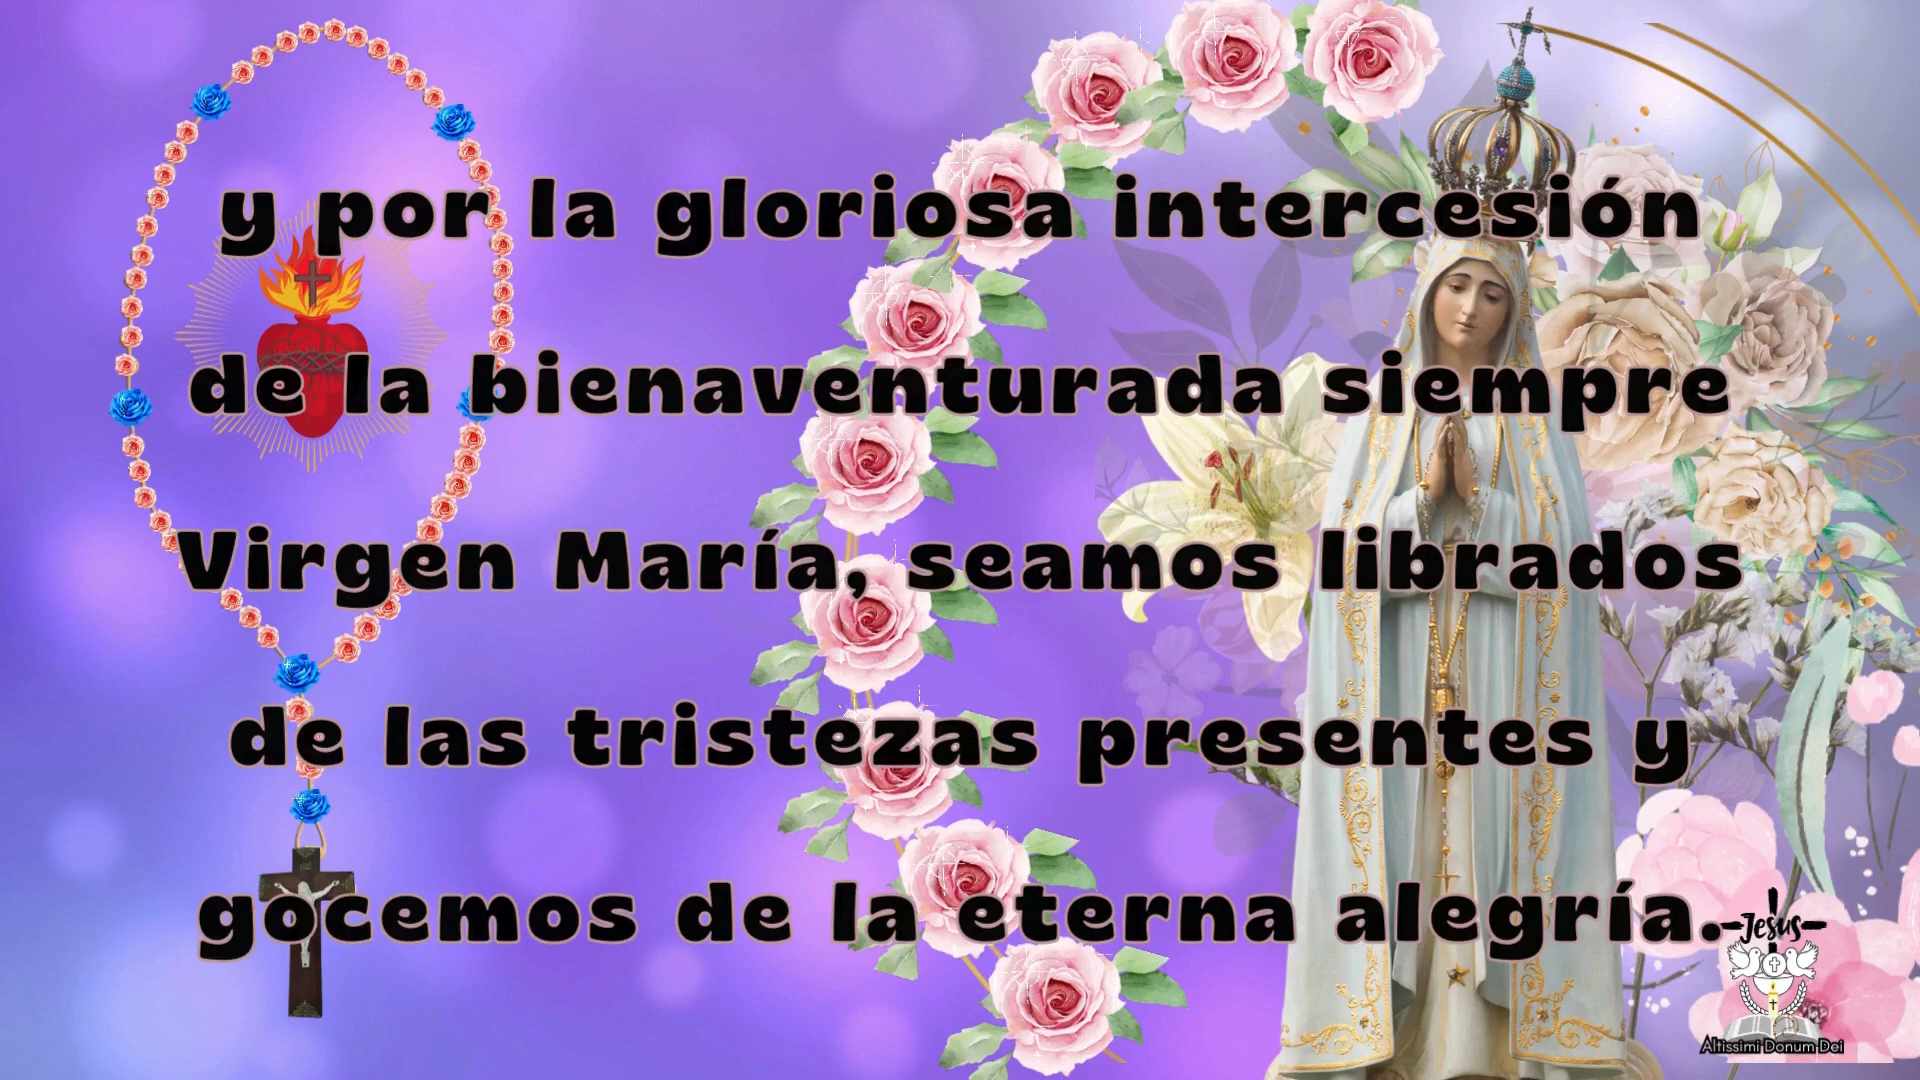 y por la gloriosa intercesión
de la bienaventurada siempre
Virgen María, seamos librados
de las tristezas presentes y
gocemos de la eterna alegría.
Jesus
Altissimi Donum Dei